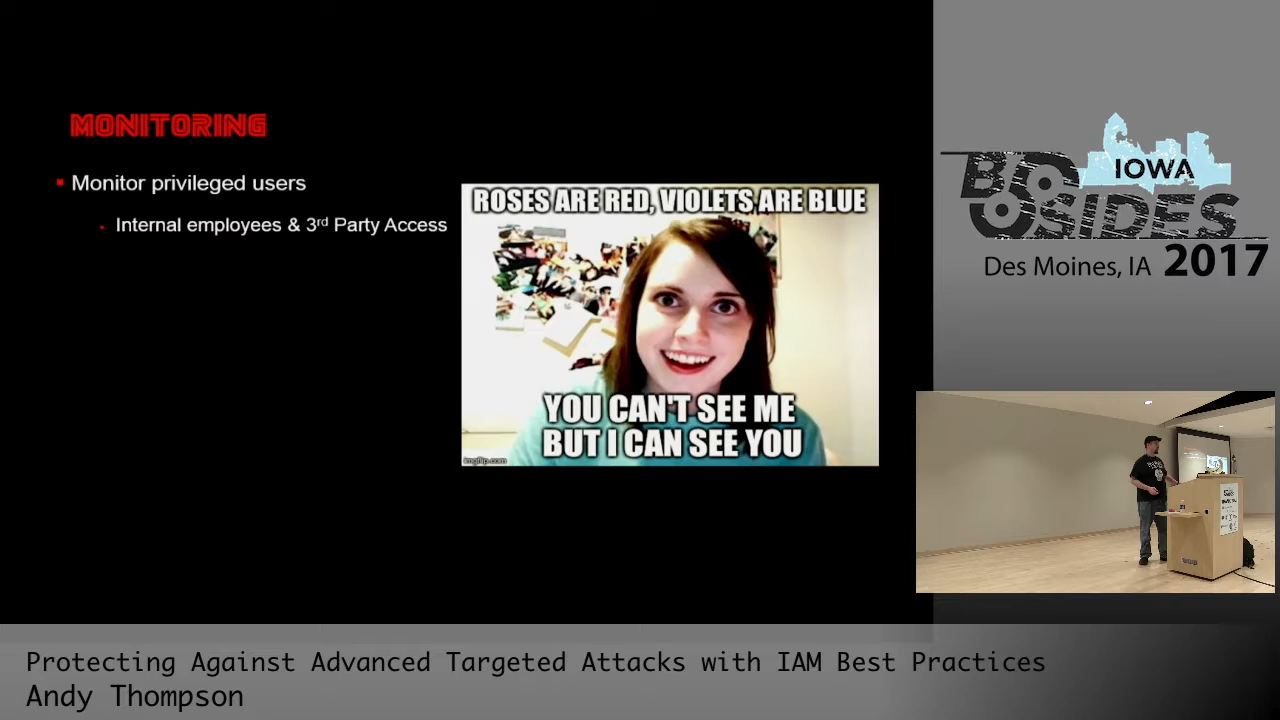 MONITORING
Monitor privileged users
Internal employees & 3rd Party Access
ROSES ARE RED, VIOLETS ARE BLUE
YOU CAN'T SEE ME
BUT I CAN SEE YOU
imgflip.com
IOWA
BSIDES
Des Moines, IA 2017
Protecting Against Advanced Targeted Attacks with IAM Best Practices
Andy Thompson